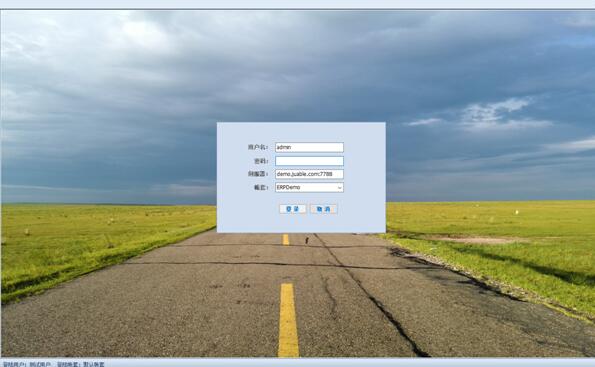 用户名： admin
密码：
服务器： demo.juable.com:7788
帐套： ERPDemo
登 录 取 消
登陆用户：测试用户 登陆帐套：默认帐套